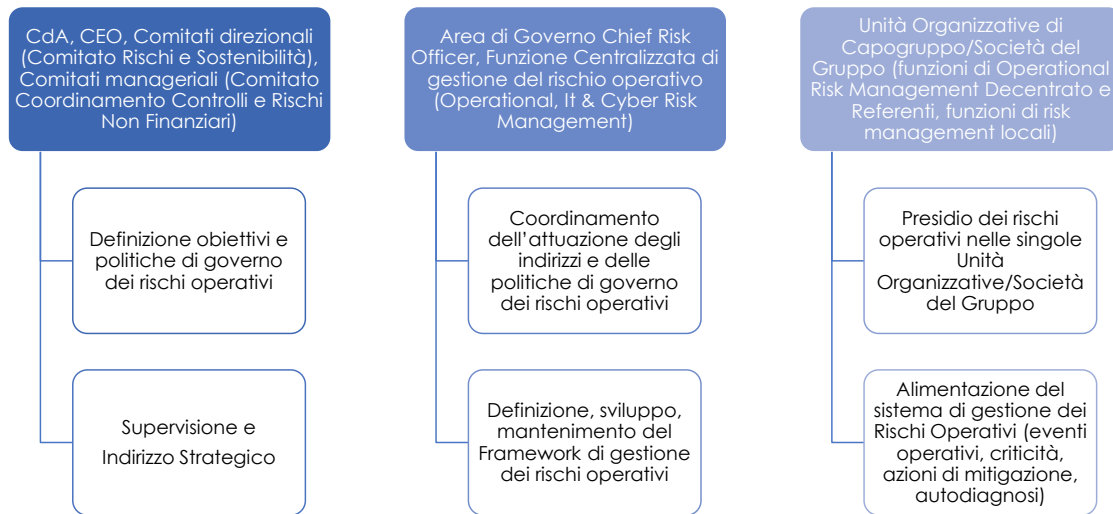 CdA, CEO, Comitati direzionali
(Comitato Rischi e Sostenibilità),
Comitati manageriali (Comitato
Coordinamento Controlli e Rischi
Non Finanziari)
Definizione obiettivi e
politiche di governo
dei rischi operativi
Supervisione e
Indirizzo Strategico
Area di Governo Chief Risk
Officer, Funzione Centralizzata di
gestione del rischio operativo
(Operational, It & Cyber Risk
Management)
Coordinamento
dell’attuazione degli
indirizzi e delle
politiche di governo
dei rischi operativi
Definizione, sviluppo,
mantenimento del
Framework di gestione
dei rischi operativi
Unità Organizzative di
Capogruppo/Società del
Gruppo (funzioni di Operational
Risk Management Decentrato e
Referenti, funzioni di risk
management locali)
Presidio dei rischi
operativi nelle singole
Unità
Organizzative/Società
del Gruppo
Alimentazione del
sistema di gestione dei
Rischi Operativi (eventi
operativi, criticità,
azioni di mitigazione,
autodiagnosi)